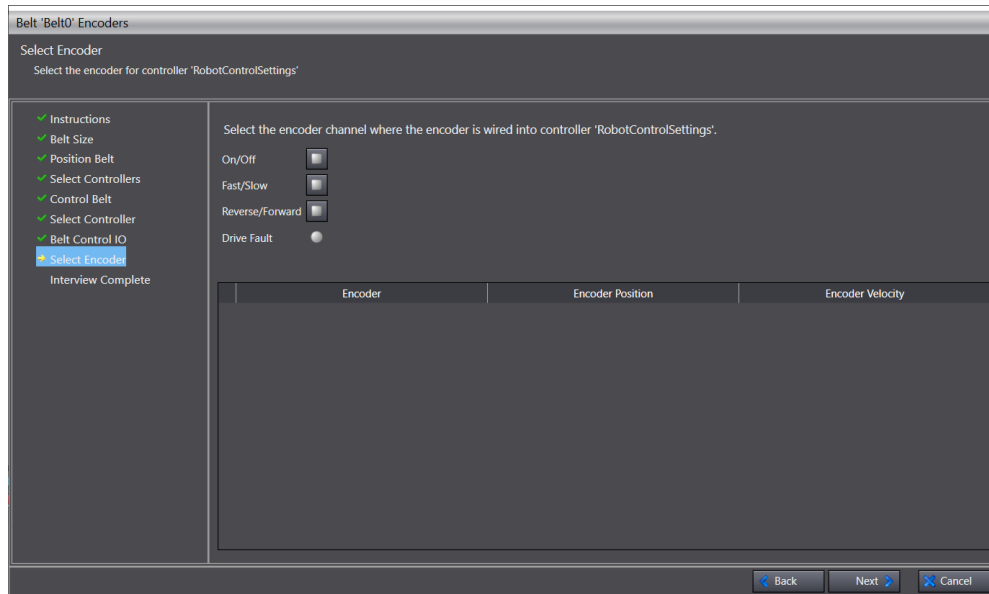 Belt 'Belt0' Encoders
Select Encoder
Select the encoder for controller 'RobotControlSettings'
Instructions
Belt Size
Position Belt
Select Controllers
Control Belt
Select Controller
Belt Control IO
Select Encoder
Interview Complete
Select the encoder channel where the encoder is wired into controller 'RobotControlSettings'.
On/Off
Fast/Slow
Reverse/Forward
Drive Fault
Encoder Encoder Position Encoder Velocity
Back Next Cancel